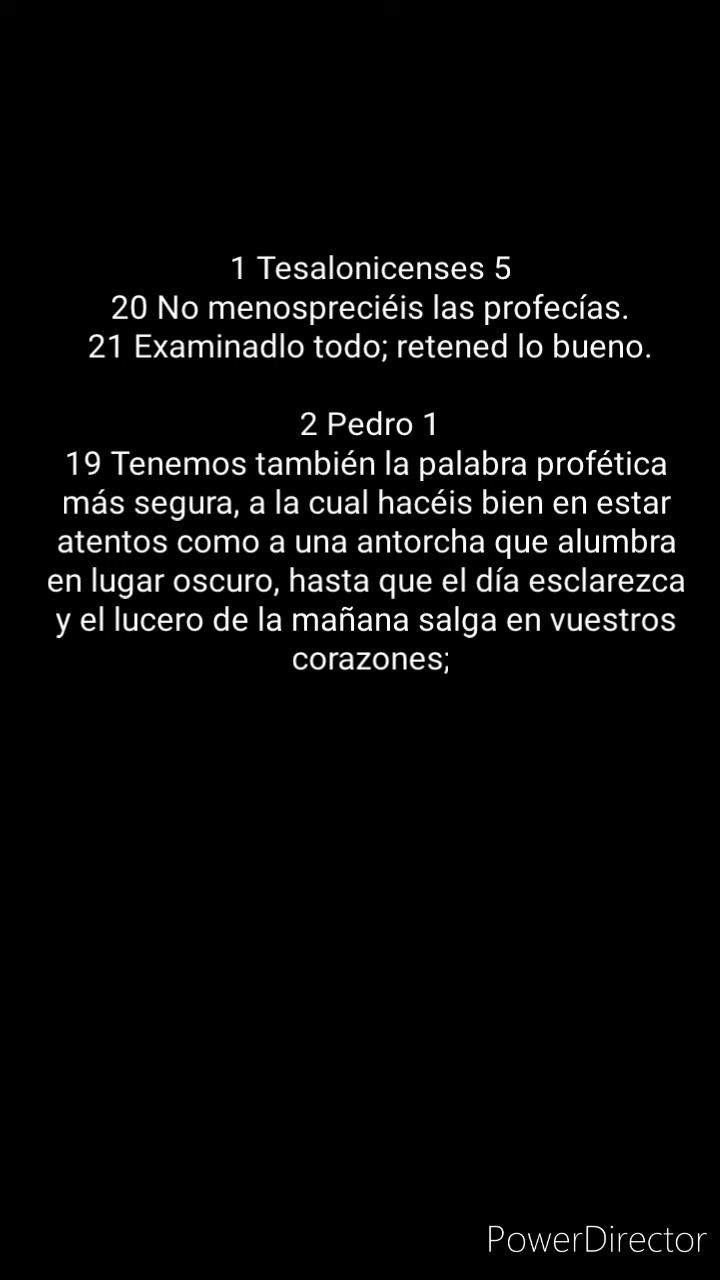 1 Tesalonicenses 5
20 No menospreciéis las profecías.
21 Examinadlo todo; retened lo bueno.
2 Pedro 1
19 Tenemos también la palabra profética
más segura, a la cual hacéis bien en estar
atentos como a una antorcha que alumbra
en lugar oscuro, hasta que el día esclarezca
y el lucero de la mañana salga en vuestros
corazones;
PowerDirector